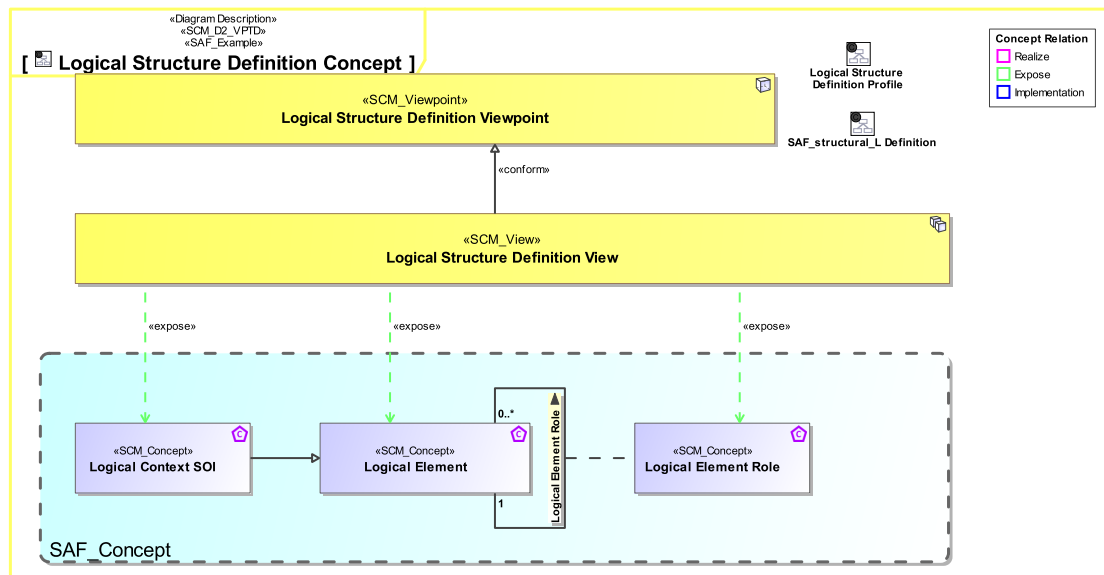 «Diagram Description»
«SCM_D2_VPTD»
«SAF_Example»
[ Logical Structure Definition Concept ]
«SCM_Viewpoint»
Logical Structure Definition Viewpoint
Logical Structure
Definition Profile
SAF_structural_L Definition
Concept Relation
Realize
Expose
Implementation
«conform»
«SCM_View»
Logical Structure Definition View
«expose»
«expose»
«expose»
«SCM_Concept»
Logical Context SOI
C
«SCM_Concept»
Logical Element
C
0..*
1
Logical Element Role
«SCM_Concept»
Logical Element Role
C
SAF_Concept